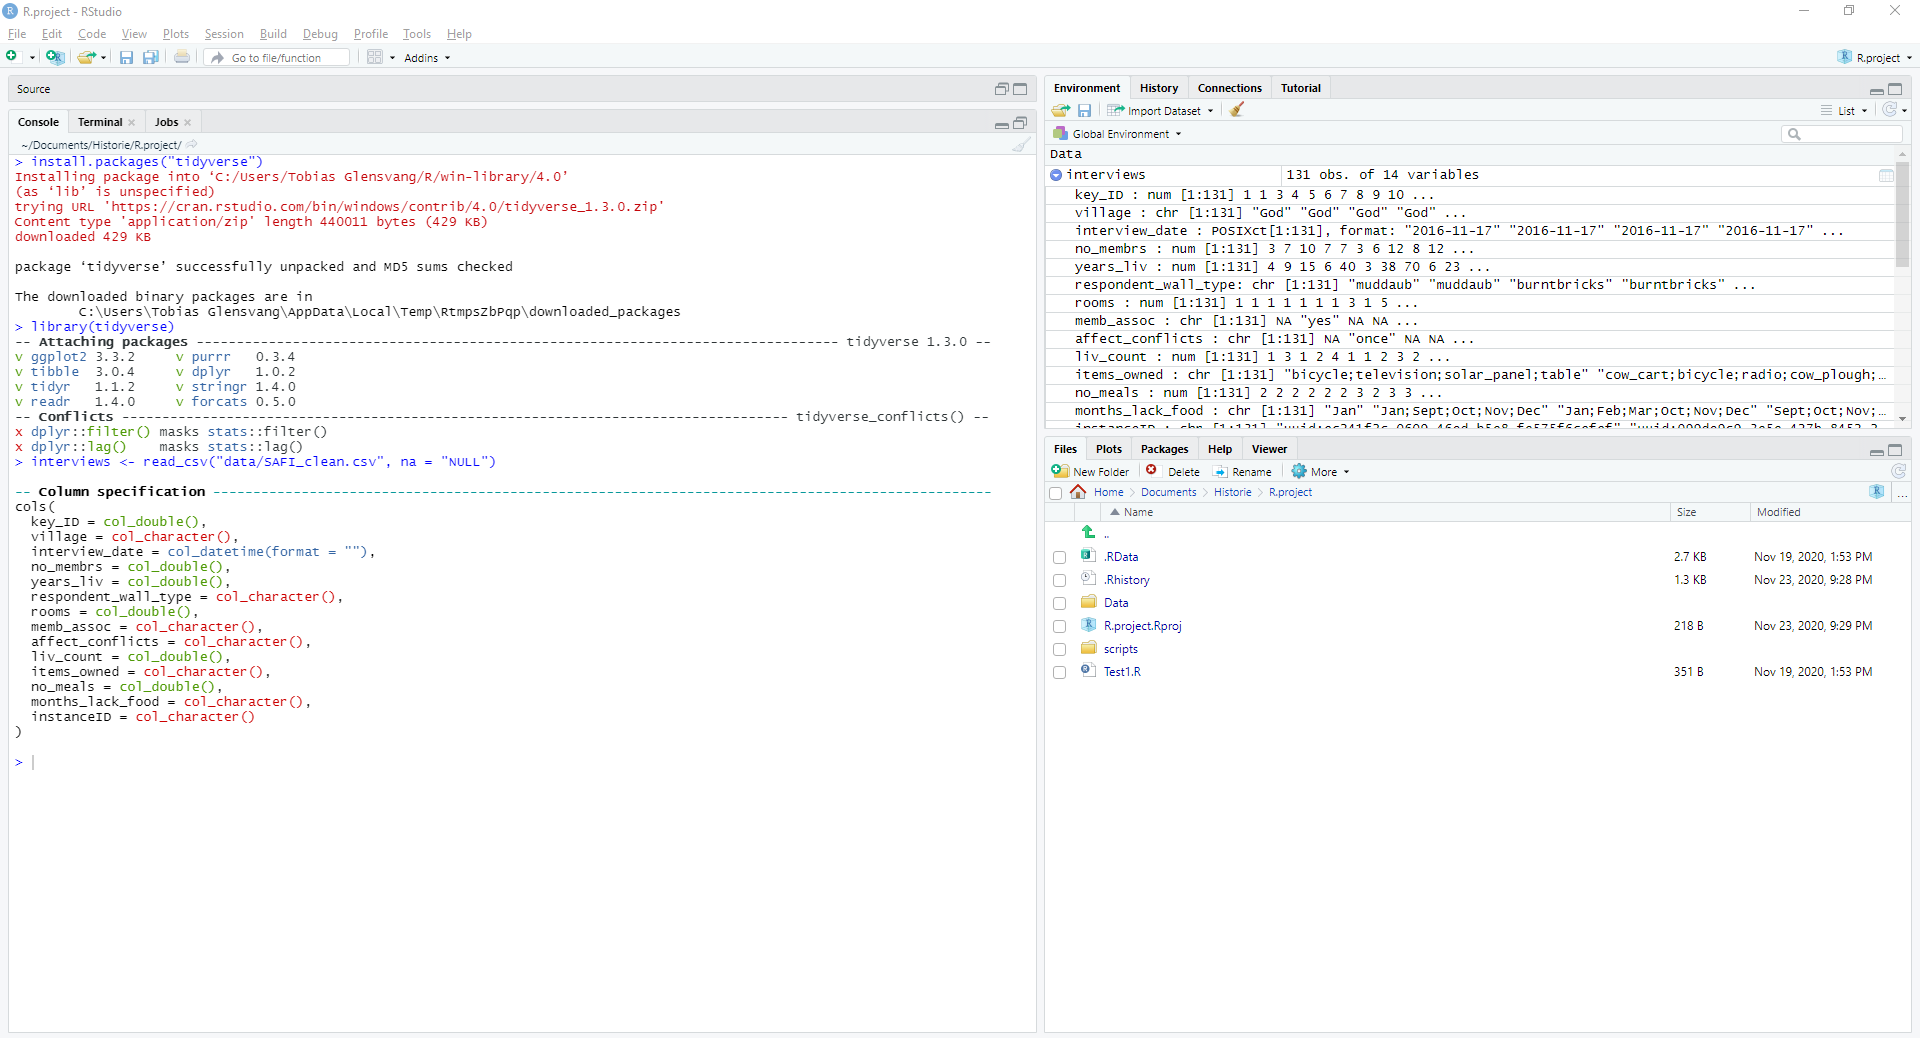 R.project - RStudio
File Edit Code View Plots Session Build Debug Profile Tools Help
Go to file/function Addins R.project
Source
Console Terminal Jobs
~/Documents/Historie/R.project/
> install.packages("tidyverse")
Installing package into ‘C:/Users/Tobias Glensvang/R/win-library/4.0’
(as ‘lib’ is unspecified)
trying URL 'https://cran.rstudio.com/bin/windows/contrib/4.0/tidyverse_1.3.0.zip'
Content type 'application/zip' length 440011 bytes (429 KB)
downloaded 429 KB
package ‘tidyverse’ successfully unpacked and MD5 sums checked
The downloaded binary packages are in
C:\Users\Tobias Glensvang\AppData\Local\Temp\RtmpsZbPqp\downloaded_packages
> library(tidyverse)
-- Attaching packages -------------------------------------------------------------------------------- tidyverse 1.3.0 --
v ggplot2 3.3.2     v purrr   0.3.4
v tibble  3.0.4     v dplyr   1.0.2
v tidyr   1.1.2     v stringr 1.4.0
v readr   1.4.0     v forcats 0.5.0
-- Conflicts ----------------------------------------------------------------------------------- tidyverse_conflicts() --
x dplyr::filter() masks stats::filter()
x dplyr::lag()    masks stats::lag()
> interviews <- read_csv("data/SAFI_clean.csv", na = "NULL")
-- Column specification -------------------------------------------------------------------------------------------------
cols(
key_ID = col_double(),
village = col_character(),
interview_date = col_datetime(format = ""),
no_membrs = col_double(),
years_liv = col_double(),
respondent_wall_type = col_character(),
rooms = col_double(),
memb_assoc = col_character(),
affect_conflicts = col_character(),
liv_count = col_double(),
items_owned = col_character(),
no_meals = col_double(),
months_lack_food = col_character(),
instanceID = col_character()
)
>
Environment History Connections Tutorial
Import Dataset List
Global Environment
Data
interviews 131 obs. of 14 variables
key_ID : num [1:131] 1 1 3 4 5 6 7 8 9 10 ...
village : chr [1:131] "God" "God" "God" "God" ...
interview_date : POSIXct[1:131], format: "2016-11-17" "2016-11-17" "2016-11-17" "2016-11-17" ...
no_membrs : num [1:131] 3 7 10 7 7 3 6 12 8 12 ...
years_liv : num [1:131] 4 9 15 6 40 3 38 70 6 23 ...
respondent_wall_type: chr [1:131] "muddaub" "muddaub" "burntbricks" "burntbricks" ...
rooms : num [1:131] 1 1 1 1 1 1 1 3 1 5 ...
memb_assoc : chr [1:131] NA "yes" NA NA ...
affect_conflicts : chr [1:131] NA "once" NA NA ...
liv_count : num [1:131] 1 3 1 2 4 1 1 2 3 2 ...
items_owned : chr [1:131] "bicycle;television;solar_panel;table" "cow_cart;bicycle;radio;cow_plough;...
no_meals : num [1:131] 2 2 2 2 2 2 3 2 3 3 ...
months_lack_food : chr [1:131] "Jan" "Jan;Sept;Oct;Nov;Dec" "Jan;Feb;Mar;Oct;Nov;Dec" "Sept;Oct;Nov;...
Files Plots Packages Help Viewer
New Folder Delete Rename More
Home Documents Historie R.project ...
Name Size Modified
..
.RData 2.7 KB Nov 19, 2020, 1:53 PM
.Rhistory 1.3 KB Nov 23, 2020, 9:28 PM
Data
R.project.Rproj 218 B Nov 23, 2020, 9:29 PM
scripts
Test1.R 351 B Nov 19, 2020, 1:53 PM